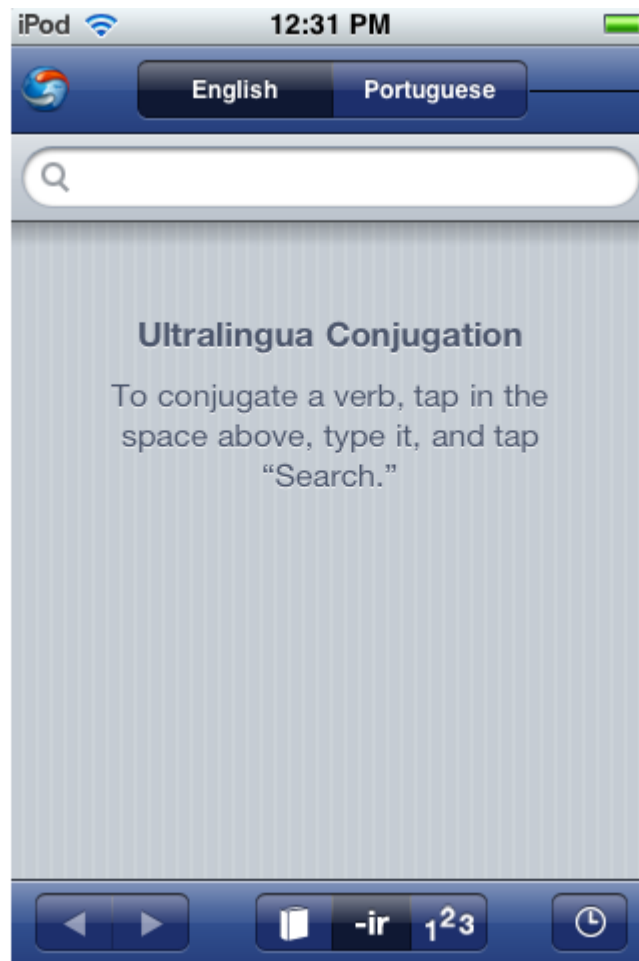 iPod 12:31 PM
English Portuguese
Ultralingua Conjugation
To conjugate a verb, tap in the
space above, type it, and tap
“Search.”
-ir 123